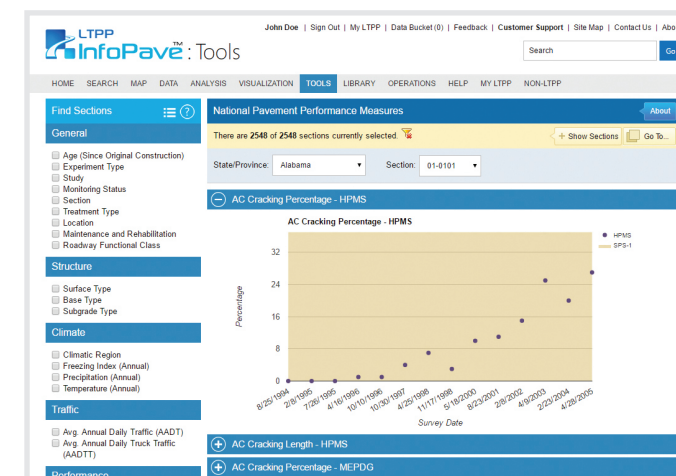 John Doe | Sign Out | My LTPP | Data Bucket (0) | Feedback | Customer Support | Site Map | Contact Us | Abo
LTPP
InfoPave™: Tools
Search
Go
HOME SEARCH MAP DATA ANALYSIS VISUALIZATION TOOLS LIBRARY OPERATIONS HELP MY LTPP NON-LTPP
Find Sections ?
General
Age (Since Original Construction)
Experiment Type
Study
Monitoring Status
Section
Treatment Type
Location
Maintenance and Rehabilitation
Roadway Functional Class
Structure
Surface Type
Base Type
Subgrade Type
Climate
Climatic Region
Freezing Index (Annual)
Precipitation (Annual)
Temperature (Annual)
Traffic
Avg. Annual Daily Traffic (AADT)
Avg. Annual Daily Truck Traffic
(AADTT)
Performance
National Pavement Performance Measures
About
There are 2548 of 2548 sections currently selected.
+ Show Sections
Go To...
State/Province: Alabama Section: 01-0101
AC Cracking Percentage - HPMS
AC Cracking Percentage - HPMS
HPMS
SPS-1
Percentage
32
24
16
8
0
8/25/1994 2/8/1995 7/26/1995 4/16/1996 10/10/1996 10/30/1997 4/25/1998 11/17/1998 5/18/2000 8/23/2001 2/8/2002 4/9/2003 2/23/2004 4/28/2005
Survey Date
AC Cracking Length - HPMS
AC Cracking Percentage - MEPDG